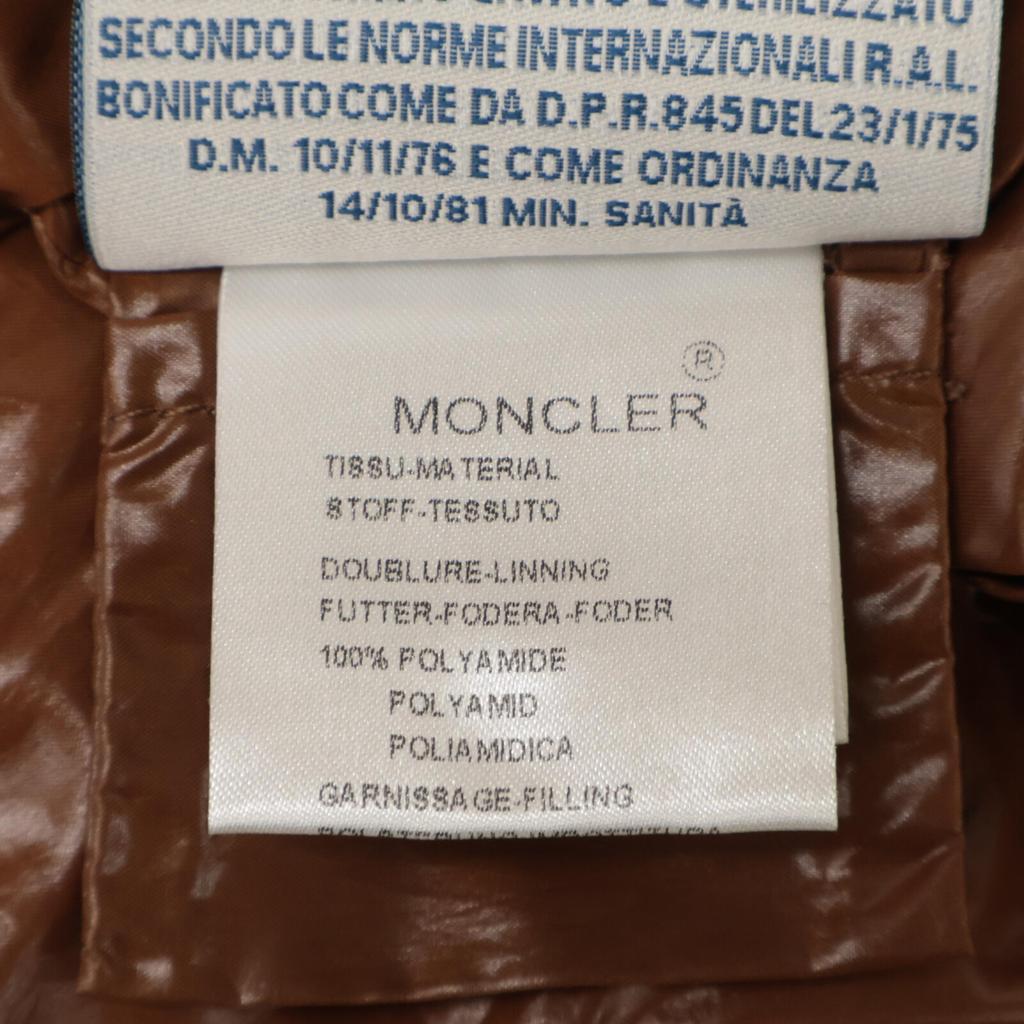 STERILIZZATO
SECONDO LE NORME INTERNAZIONALI R.A.L.
BONIFICATO COME DA D.P.R.845 DEL 23/1/75
D.M. 10/11/76 E COME ORDINANZA
14/10/81 MIN. SANITÀ
®
MONCLER
TISSU-MATERIAL
STOFF-TESSUTO
DOUBLURE-LINNING
FUTTER-FODERA-FODER
100% POLYAMIDE
POLYAMID
POLIAMIDICA
GARNISSAGE-FILLING